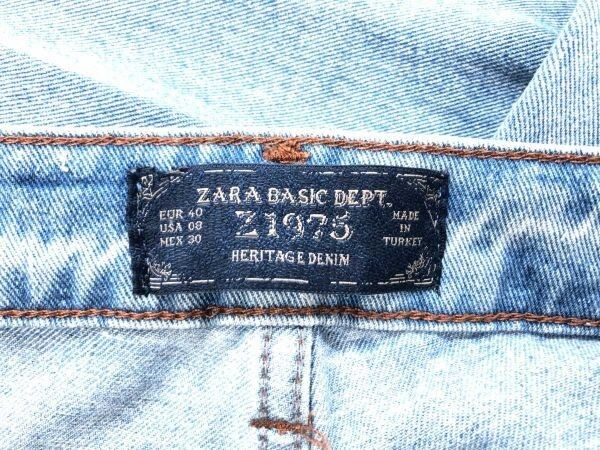 ZARA BASIC DEPT.
EUR 40
USA 08
MEX 30
Z1975
MADE
IN
TURKEY
HERITAGE DENIM